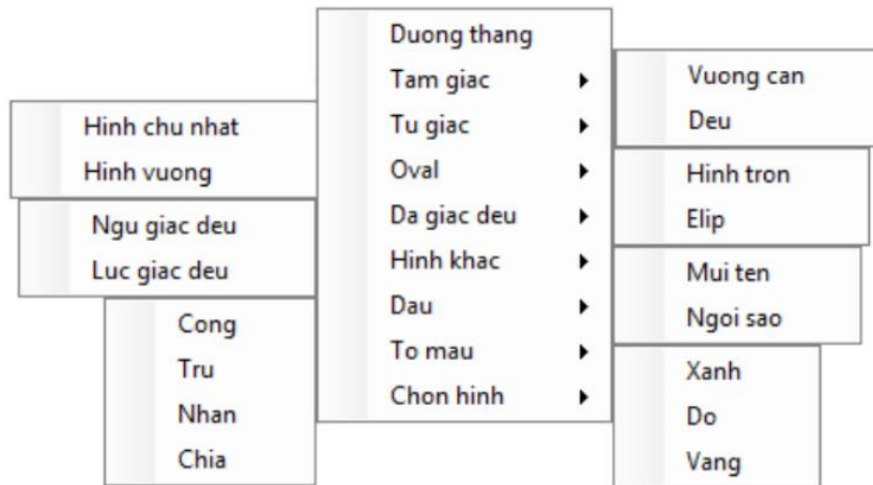 Duong thang
Tam giac
Tu giac
Oval
Da giac deu
Hinh khac
Dau
To mau
Chon hinh
Vuong can
Deu
Hinh chu nhat
Hinh vuong
Hinh tron
Elip
Ngu giac deu
Luc giac deu
Mui ten
Ngoi sao
Cong
Tru
Nhan
Chia
Xanh
Do
Vang